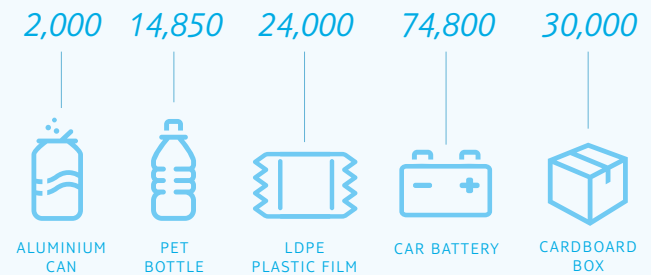 2,000 14,850 24,000 74,800 30,000
ALUMINIUM
CAN
PET
BOTTLE
LDPE
PLASTIC FILM
CAR BATTERY
CARDBOARD
BOX